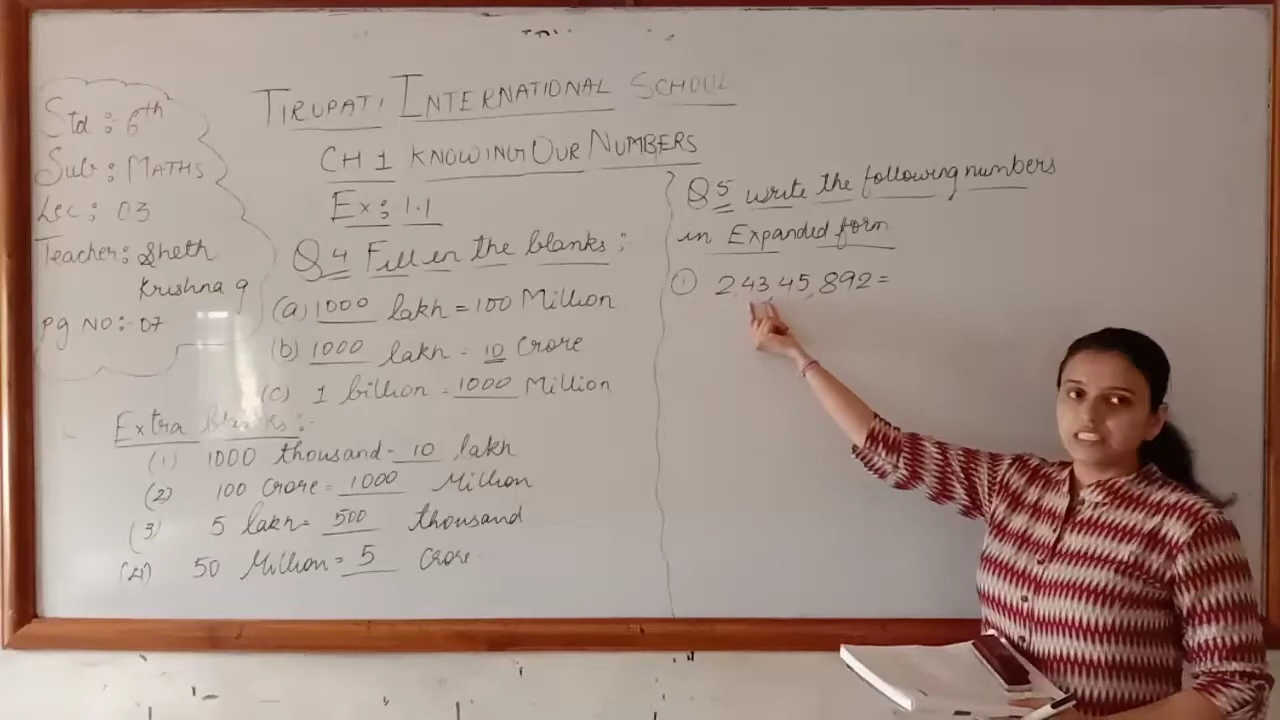 TIRUPATI INTERNATIONAL SCHOOL
CH 1 KNOWING OUR NUMBERS
Ex: 1.1
Std : 6th
Sub : MATHS
Lec : 03
Teacher: Sheth
Krishna g
Pg NO :- 07
Q 4 Fill in the blanks :
(a) 1000 lakh = 100 Million
(b) 1000 lakh = 10 Crore
(c) 1 billion = 1000 Million
Extra Blanks :-
(1) 1000 thousand = 10 lakh
(2) 100 Crore = 1000 Million
(3) 5 lakh = 500 thousand
(4) 50 Million = 5 Crore
Q 5 write the following numbers
in Expanded form
① 2,43,45,892 =